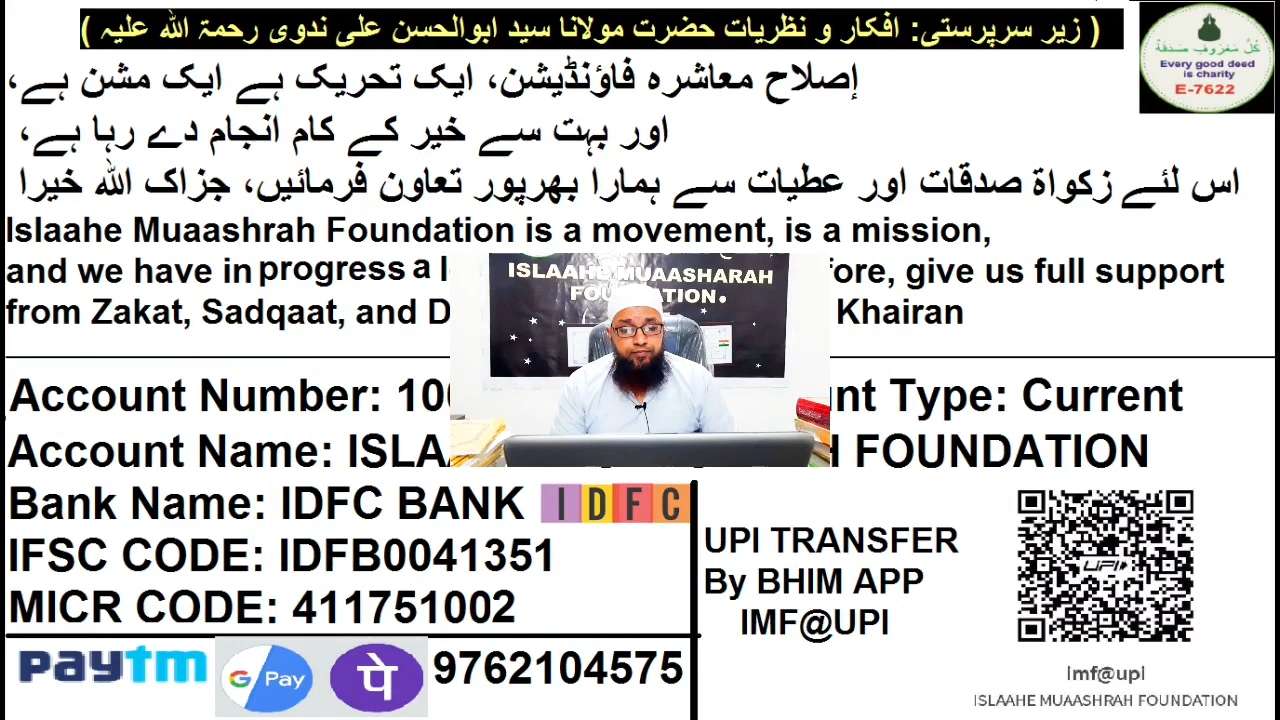 ( زیر سرپرستی: افکار و نظریات حضرت مولانا سید ابوالحسن علی ندوی رحمۃ اللہ علیہ )
كُلُّ مَعْرُوفٍ صَدَقَةٌ
Every good deed
is charity
E-7622
إصلاح معاشرہ فاؤنڈیشن، ایک تحریک ہے ایک مشن ہے،
اور بہت سے خیر کے کام انجام دے رہا ہے،
اس لئے زکواة صدقات اور عطیات سے ہمارا بھرپور تعاون فرمائیں، جزاک اللہ خیرا
Islaahe Muaashrah Foundation is a movement, is a mission,
and we have in progress a fore, give us full support
from Zakat, Sadqaat, and D Khairan
ISLAAHE MUAASHARAH
FOUNDATION.
Account Number: 10 nt Type: Current
Account Name: ISLA H FOUNDATION
Bank Name: IDFC BANK IDFC
IFSC CODE: IDFB0041351
MICR CODE: 411751002
UPI TRANSFER
By BHIM APP
IMF@UPI
UPI
imf@upi
ISLAAHE MUAASHRAH FOUNDATION
paytm G Pay पे 9762104575